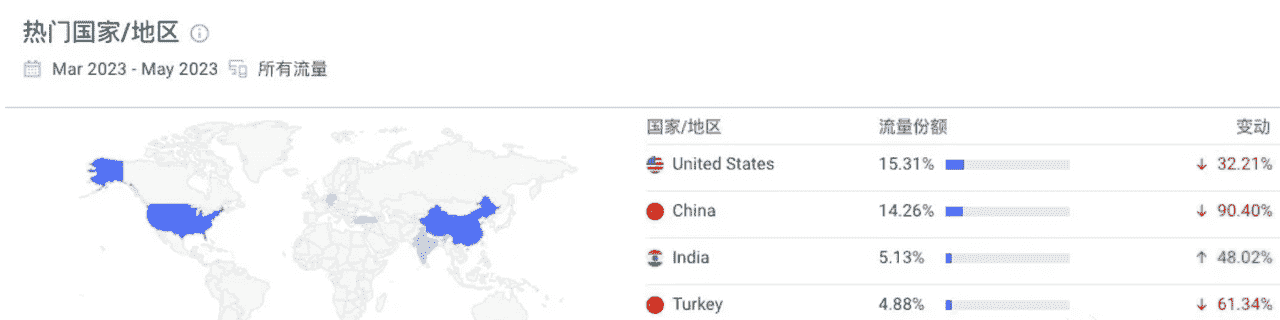 热门国家/地区
Mar 2023 - May 2023 所有流量
国家/地区 流量份额 变动
United States 15.31% ↓ 32.21%
China 14.26% ↓ 90.40%
India 5.13% ↑ 48.02%
Turkey 4.88% ↓ 61.34%